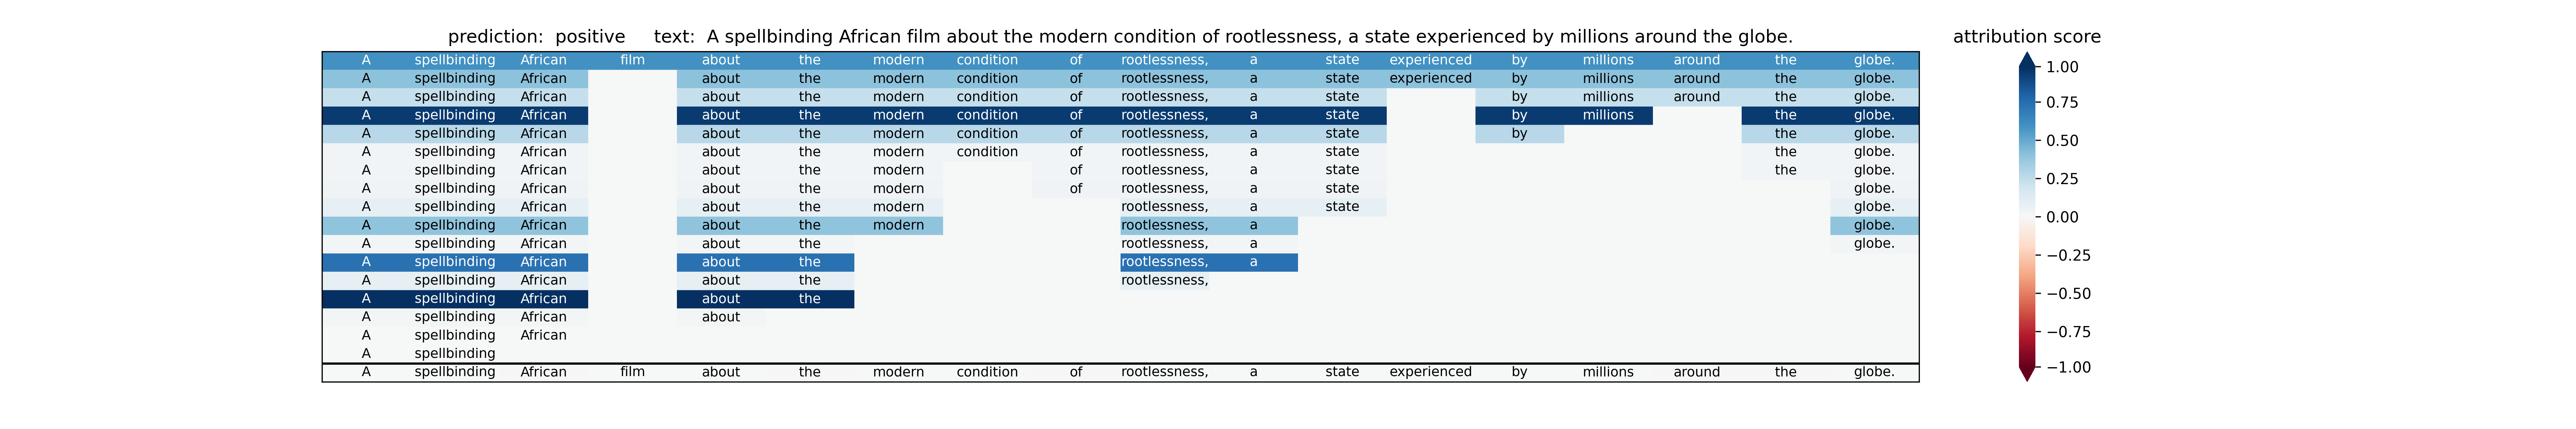 prediction: positive text: A spellbinding African film about the modern condition of rootlessness, a state experienced by millions around the globe.
attribution score
A spellbinding African film about the modern condition of rootlessness, a state experienced by millions around the globe.
A spellbinding African about the modern condition of rootlessness, a state experienced by millions around the globe.
A spellbinding African about the modern condition of rootlessness, a state by millions around the globe.
A spellbinding African about the modern condition of rootlessness, a state by millions the globe.
A spellbinding African about the modern condition of rootlessness, a state by the globe.
A spellbinding African about the modern condition of rootlessness, a state the globe.
A spellbinding African about the modern of rootlessness, a state the globe.
A spellbinding African about the modern of rootlessness, a state globe.
A spellbinding African about the modern rootlessness, a state globe.
A spellbinding African about the modern rootlessness, a globe.
A spellbinding African about the rootlessness, a globe.
A spellbinding African about the rootlessness, a
A spellbinding African about the rootlessness,
A spellbinding African about the
A spellbinding African about
A spellbinding African
A spellbinding
A spellbinding African film about the modern condition of rootlessness, a state experienced by millions around the globe.
1.00
0.75
0.50
0.25
0.00
−0.25
−0.50
−0.75
−1.00